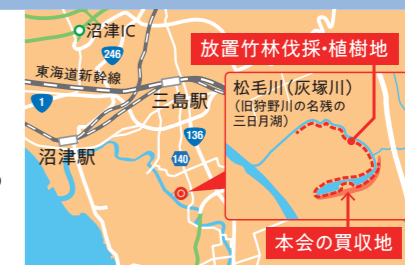 沼津IC
246
放置竹林伐採・植樹地
東海道新幹線
1
三島駅
松毛川(灰塚川)
(旧狩野川の名残の
三日月湖)
136
沼津駅
140
本会の買収地